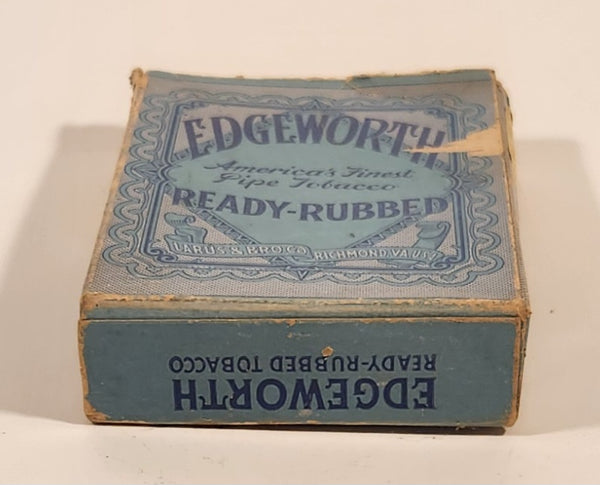 EDGEWORTH
America's Finest
Pipe Tobacco
READY-RUBBED
LARUS & BRO. CO. RICHMOND, VA. U.S.A.
EDGEWORTH
READY-RUBBED TOBACCO